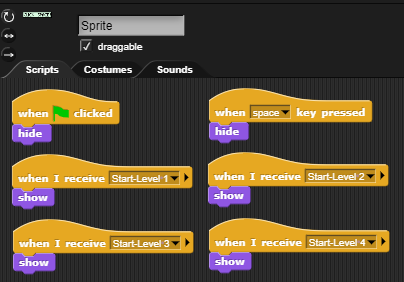 Sprite
draggable
Scripts Costumes Sounds
when clicked
hide
when space key pressed
hide
when I receive Start-Level 1
show
when I receive Start-Level 2
show
when I receive Start-Level 3
show
when I receive Start-Level 4
show